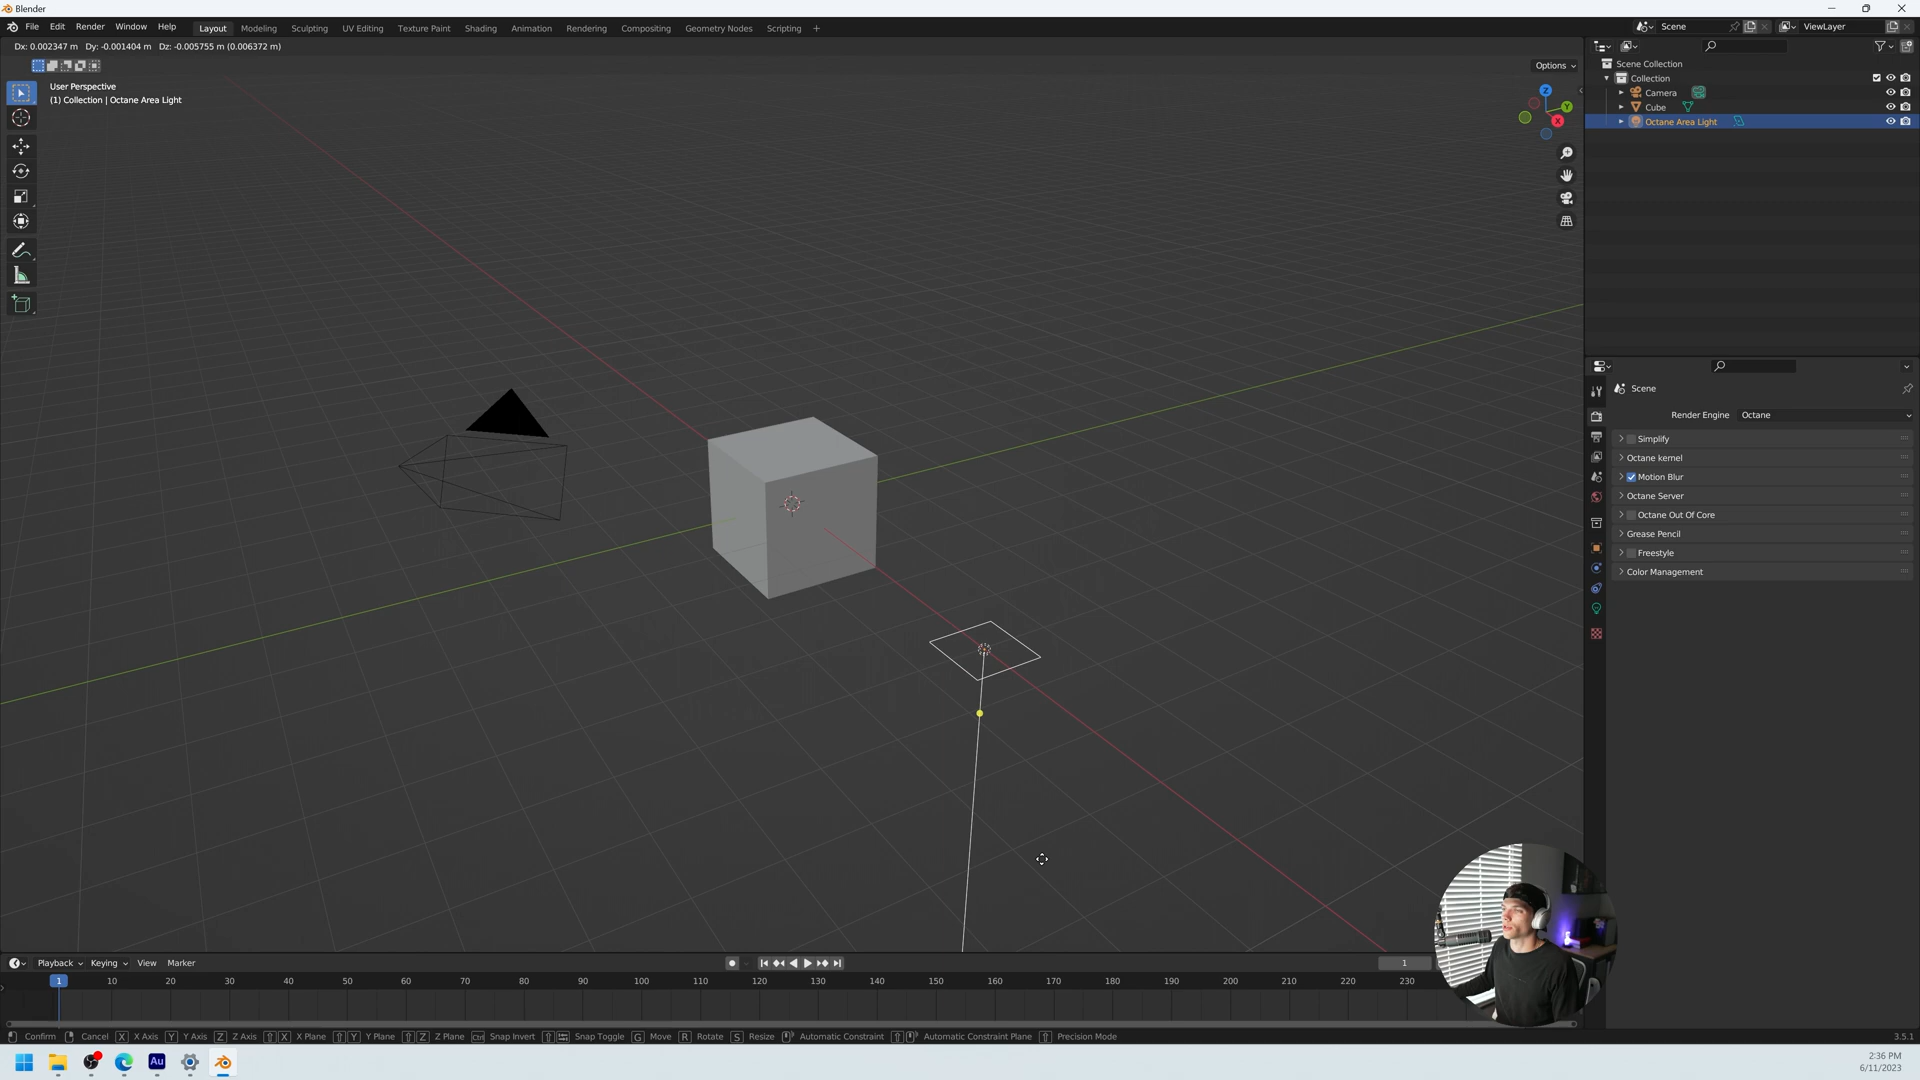 Blender
File Edit Render Window Help Layout Modeling Sculpting UV Editing Texture Paint Shading Animation Rendering Compositing Geometry Nodes Scripting + Scene ViewLayer
Dx: 0.002347 m Dy: -0.001404 m Dz: -0.005755 m (0.006372 m)
Options
User Perspective
(1) Collection | Octane Area Light
Z
Y
X
Scene Collection
Collection
Camera
Cube
Octane Area Light
Scene
Render Engine Octane
Simplify
Octane kernel
Motion Blur
Octane Server
Octane Out Of Core
Grease Pencil
Freestyle
Color Management
Playback Keying View Marker 1
1 10 20 30 40 50 60 70 80 90 100 110 120 130 140 150 160 170 180 190 200 210 220 230
Confirm Cancel X X Axis Y Y Axis Z Z Axis X X Plane Y Y Plane Z Z Plane Ctrl Snap Invert Snap Toggle G Move R Rotate S Resize Automatic Constraint Automatic Constraint Plane Precision Mode 3.5.1
Au
2:36 PM
6/11/2023